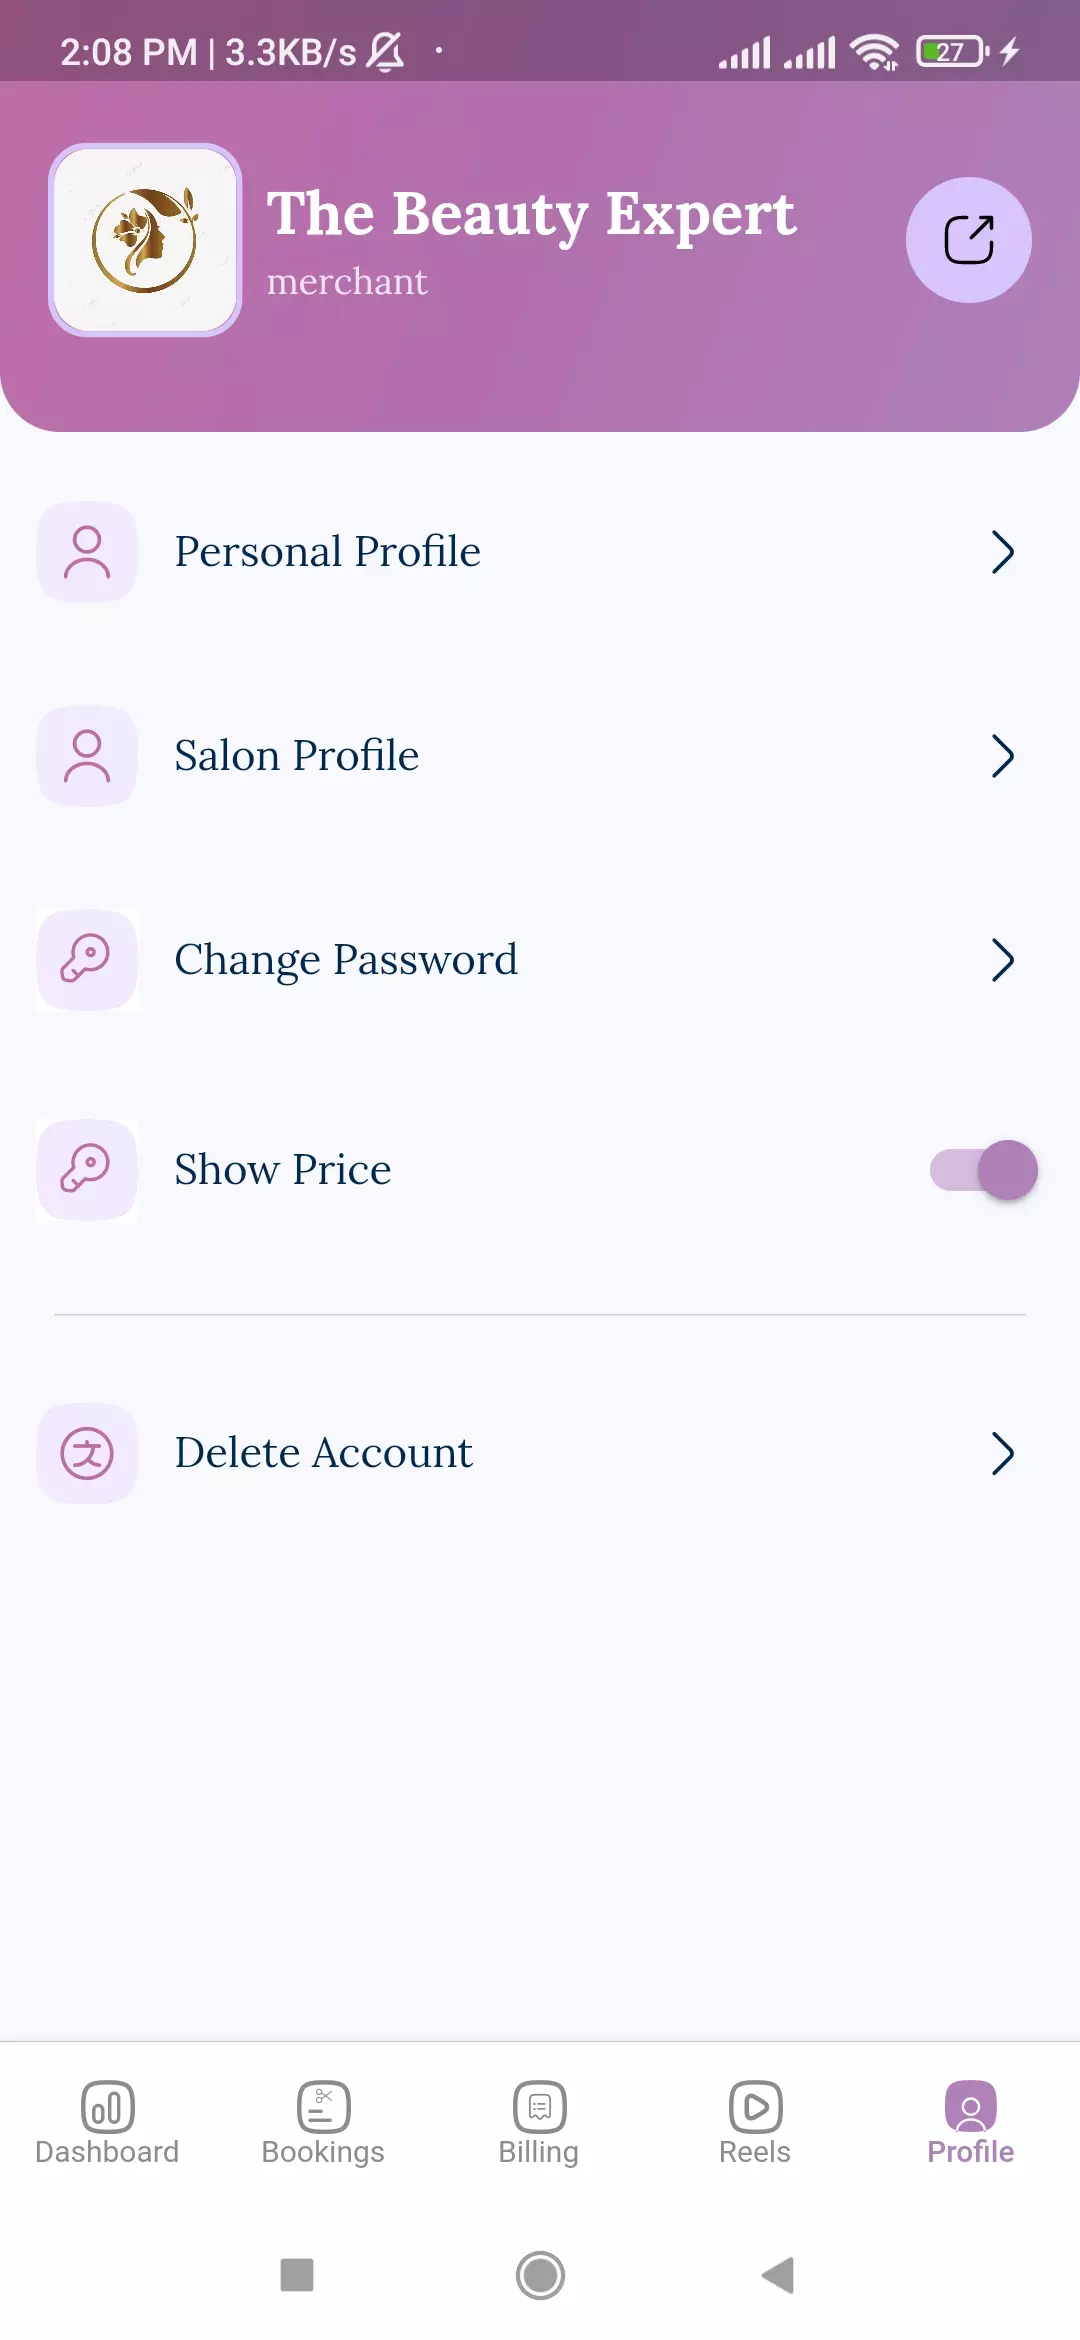 2:08 PM | 3.3KB/s
27
The Beauty Expert
merchant
Personal Profile
Salon Profile
Change Password
Show Price
文
Delete Account
Dashboard
Bookings
Billing
Reels
Profile